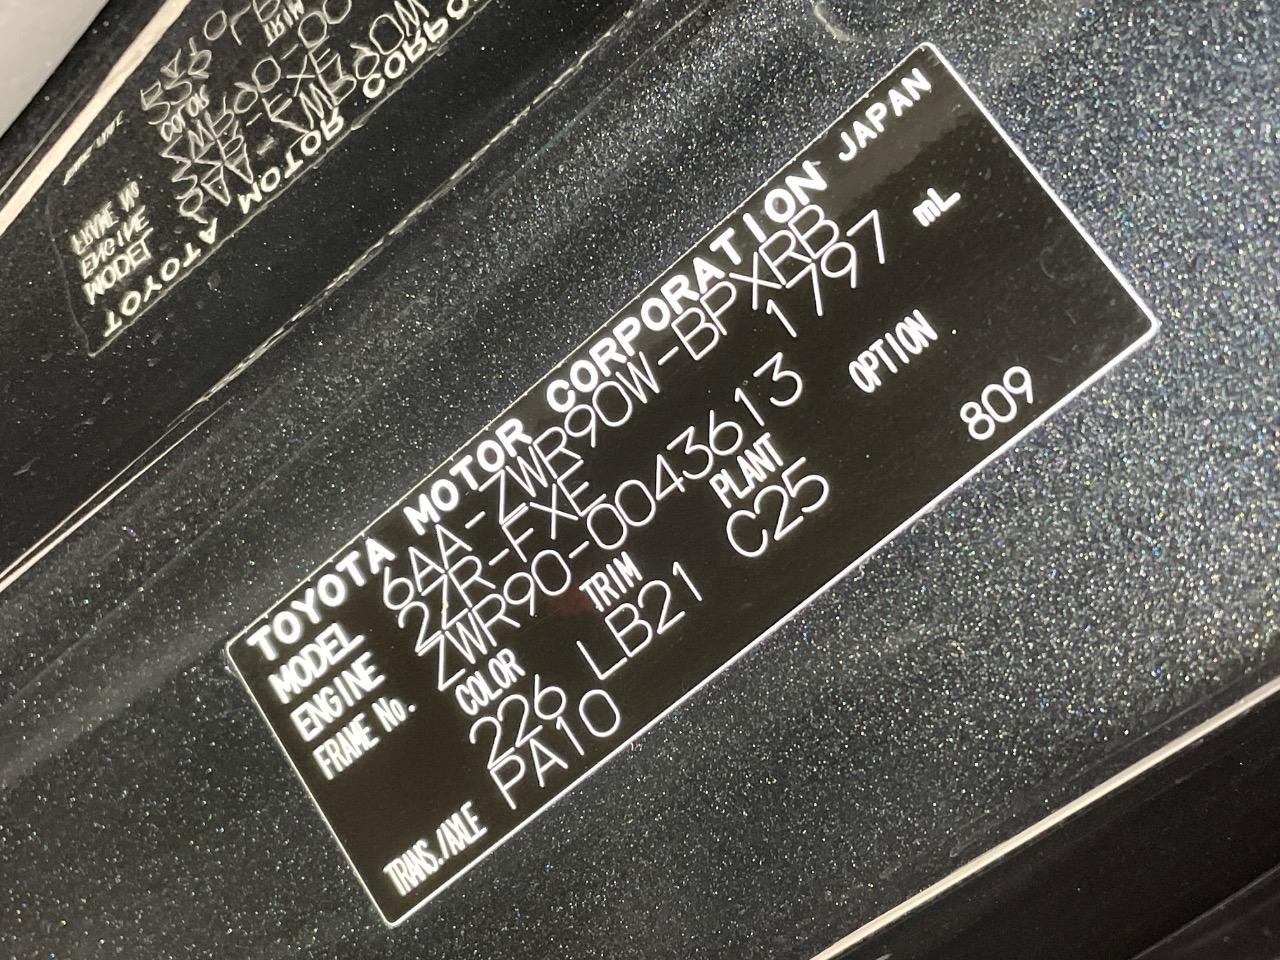 TOYOTA MOTOR CORPORATION JAPAN
MODEL 6AA-ZWR90W-BPXRB
ENGINE 2ZR-FXE 1797 mL
FRAME No. ZWR90-0043613
COLOR TRIM PLANT OPTION
226 LB21 C25 809
TRANS./AXLE PA10